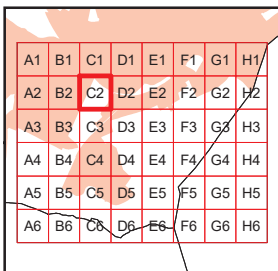 A1 B1 C1 D1 E1 F1 G1 H1
A2 B2 C2 D2 E2 F2 G2 H2
A3 B3 C3 D3 E3 F3 G3 H3
A4 B4 C4 D4 E4 F4 G4 H4
A5 B5 C5 D5 E5 F5 G5 H5
A6 B6 C6 D6 E6 F6 G6 H6